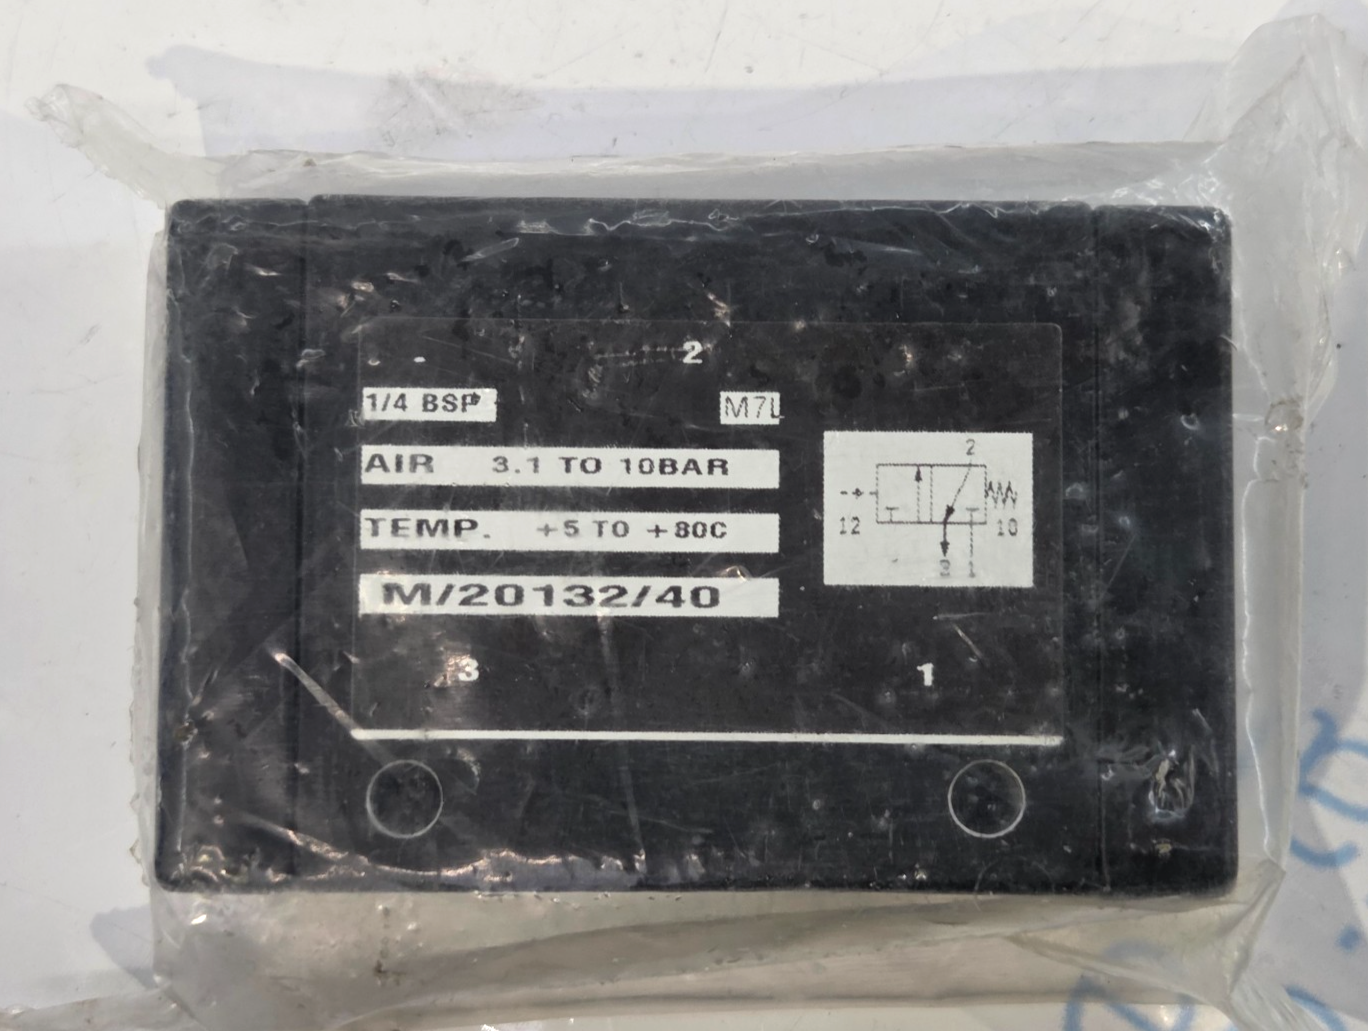 2
1/4 BSP
M7L
AIR 3.1 TO 10BAR
TEMP. +5 TO +80C
M/20132/40
2
12
10
3 1
3
1